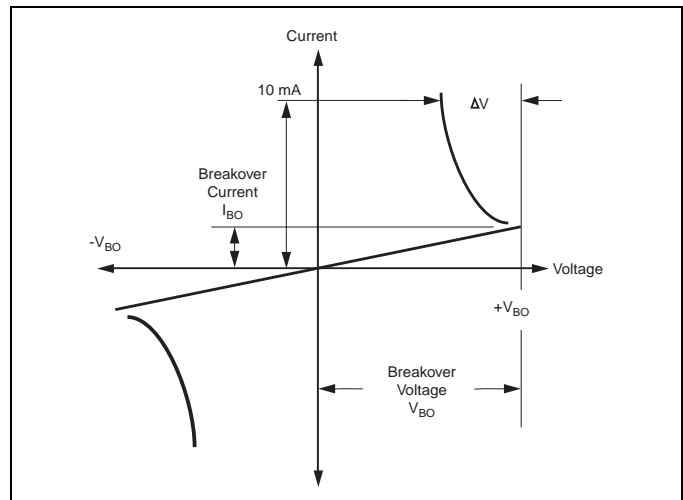 Current
10 mA
ΔV
Breakover
Current
I_BO
-V_BO
Voltage
+V_BO
Breakover
Voltage
V_BO